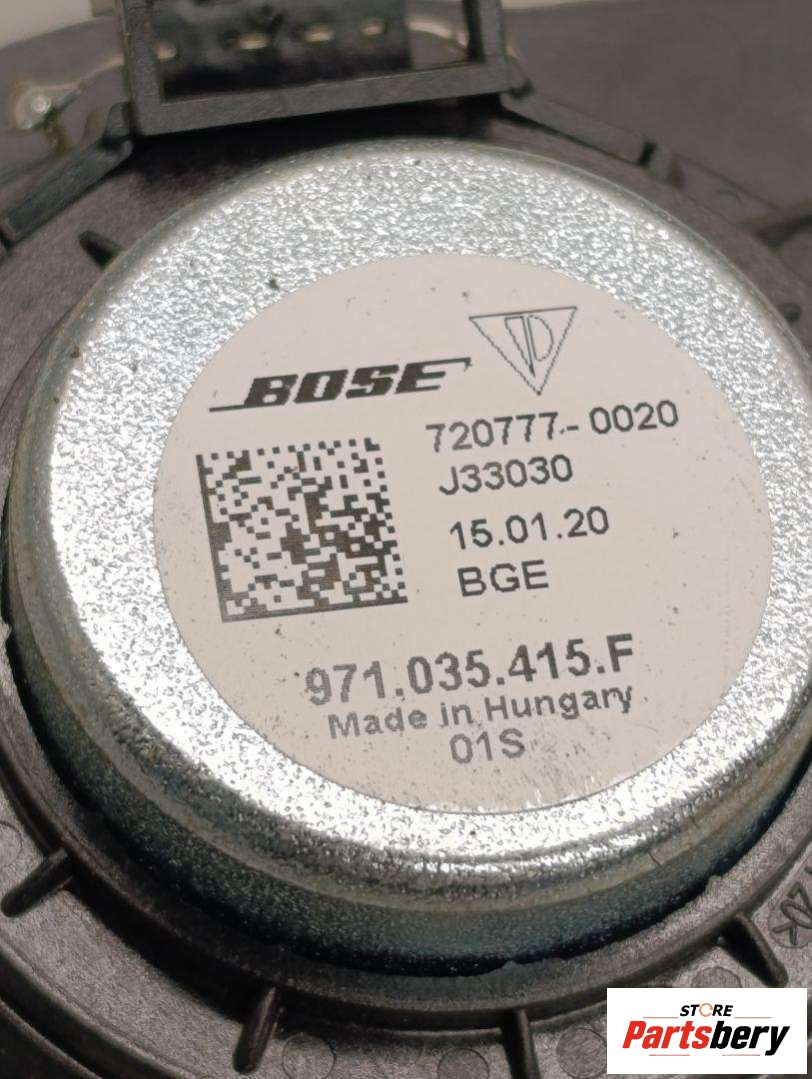 BOSE
720777-0020
J33030
15.01.20
BGE
971.035.415.F
Made in Hungary
01S
STORE
Partsbery